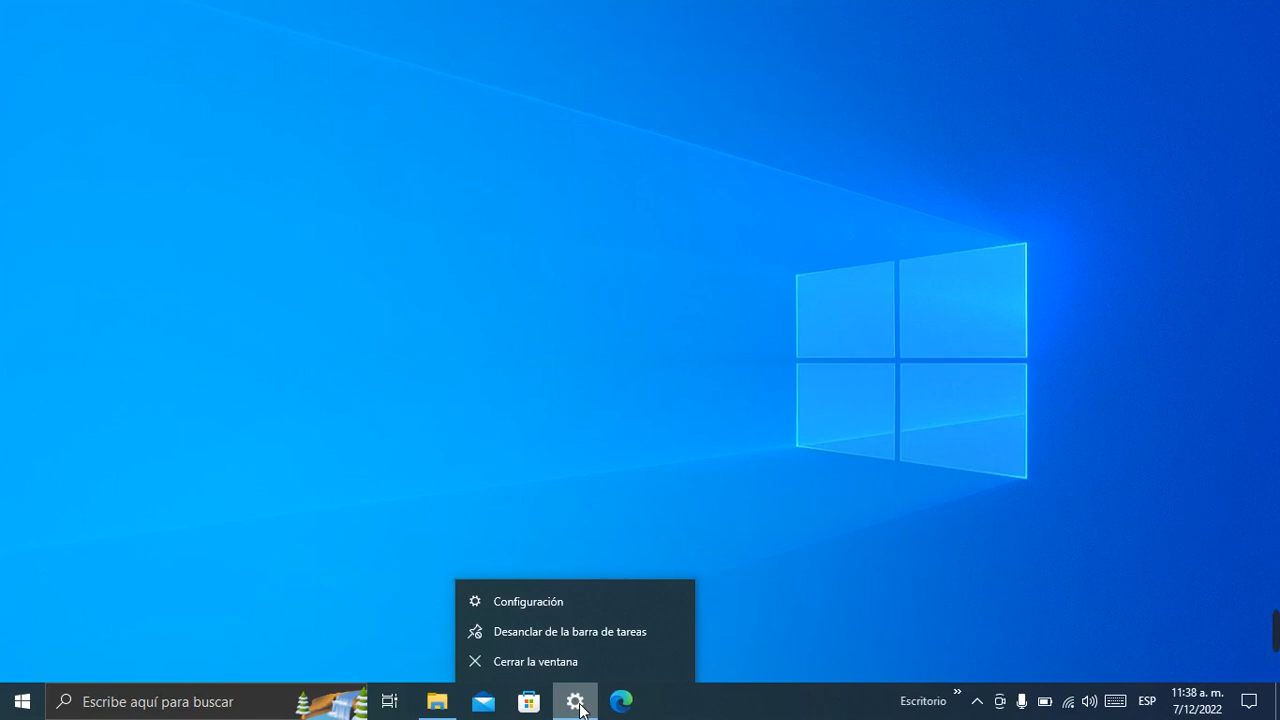 Configuración
Desanclar de la barra de tareas
Cerrar la ventana
Escribe aquí para buscar
Escritorio
ESP
11:38 a. m.
7/12/2022